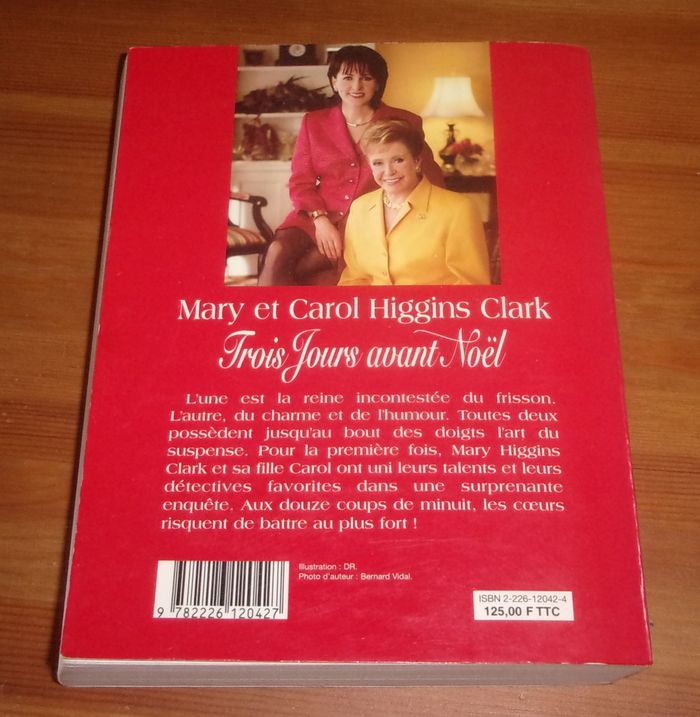 Mary et Carol Higgins Clark
Trois Jours avant Noël
L'une est la reine incontestée du frisson.
L'autre, du charme et de l'humour. Toutes deux
possèdent jusqu'au bout des doigts l'art du
suspense. Pour la première fois, Mary Higgins
Clark et sa fille Carol ont uni leurs talents et leurs
détectives favorites dans une surprenante
enquête. Aux douze coups de minuit, les cœurs
risquent de battre au plus fort !
Illustration : DR.
Photo d'auteur : Bernard Vidal.
9 782226 120427
ISBN 2-226-12042-4
125,00 F TTC